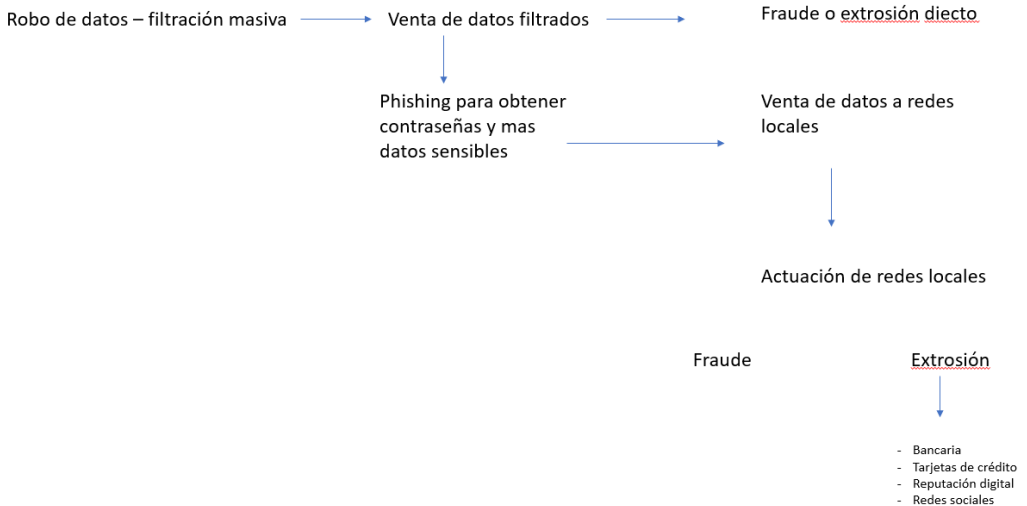 Robo de datos – filtración masiva
Venta de datos filtrados
Fraude o extrosión diecto
Phishing para obtener
contraseñas y mas
datos sensibles
Venta de datos a redes
locales
Actuación de redes locales
Fraude
Extrosión
- Bancaria
- Tarjetas de crédito
- Reputación digital
- Redes sociales